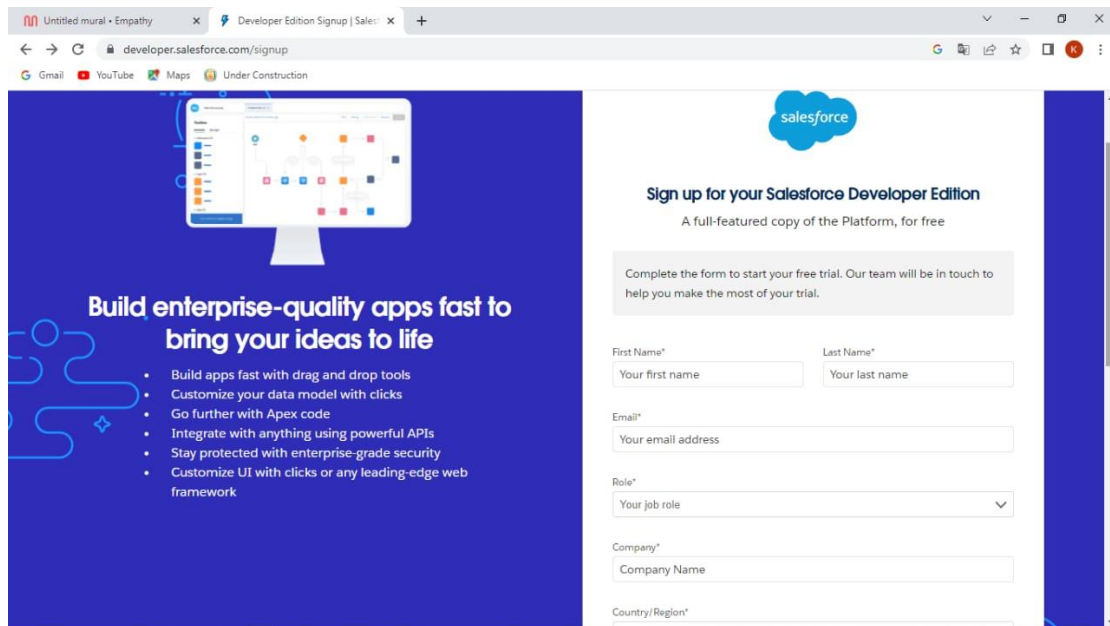 Untitled mural • Empathy
Developer Edition Signup | Sales
developer.salesforce.com/signup
K
Gmail
YouTube
Maps
Under Construction
Build enterprise-quality apps fast to
bring your ideas to life
• Build apps fast with drag and drop tools
• Customize your data model with clicks
• Go further with Apex code
• Integrate with anything using powerful APIs
• Stay protected with enterprise-grade security
• Customize UI with clicks or any leading-edge web
framework
salesforce
Sign up for your Salesforce Developer Edition
A full-featured copy of the Platform, for free
Complete the form to start your free trial. Our team will be in touch to
help you make the most of your trial.
First Name*
Your first name
Last Name*
Your last name
Email*
Your email address
Role*
Your job role
Company*
Company Name
Country/Region*